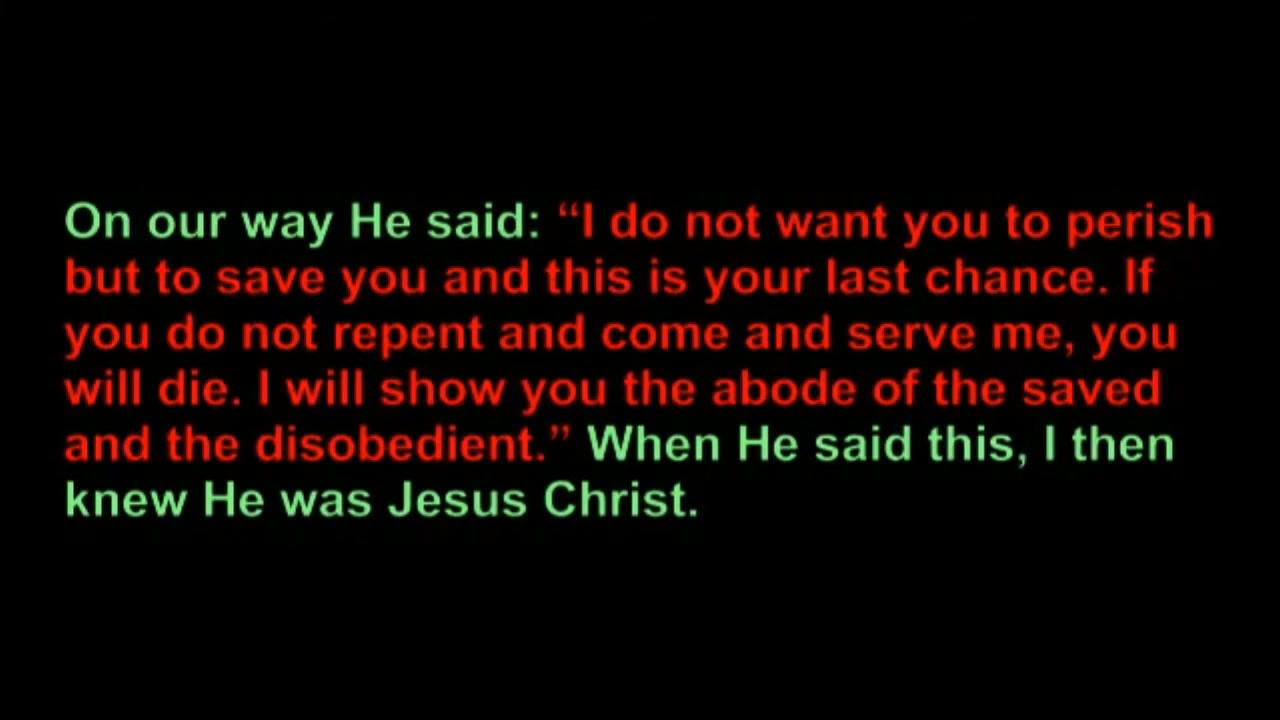 On our way He said: “I do not want you to perish
but to save you and this is your last chance. If
you do not repent and come and serve me, you
will die. I will show you the abode of the saved
and the disobedient.” When He said this, I then
knew He was Jesus Christ.